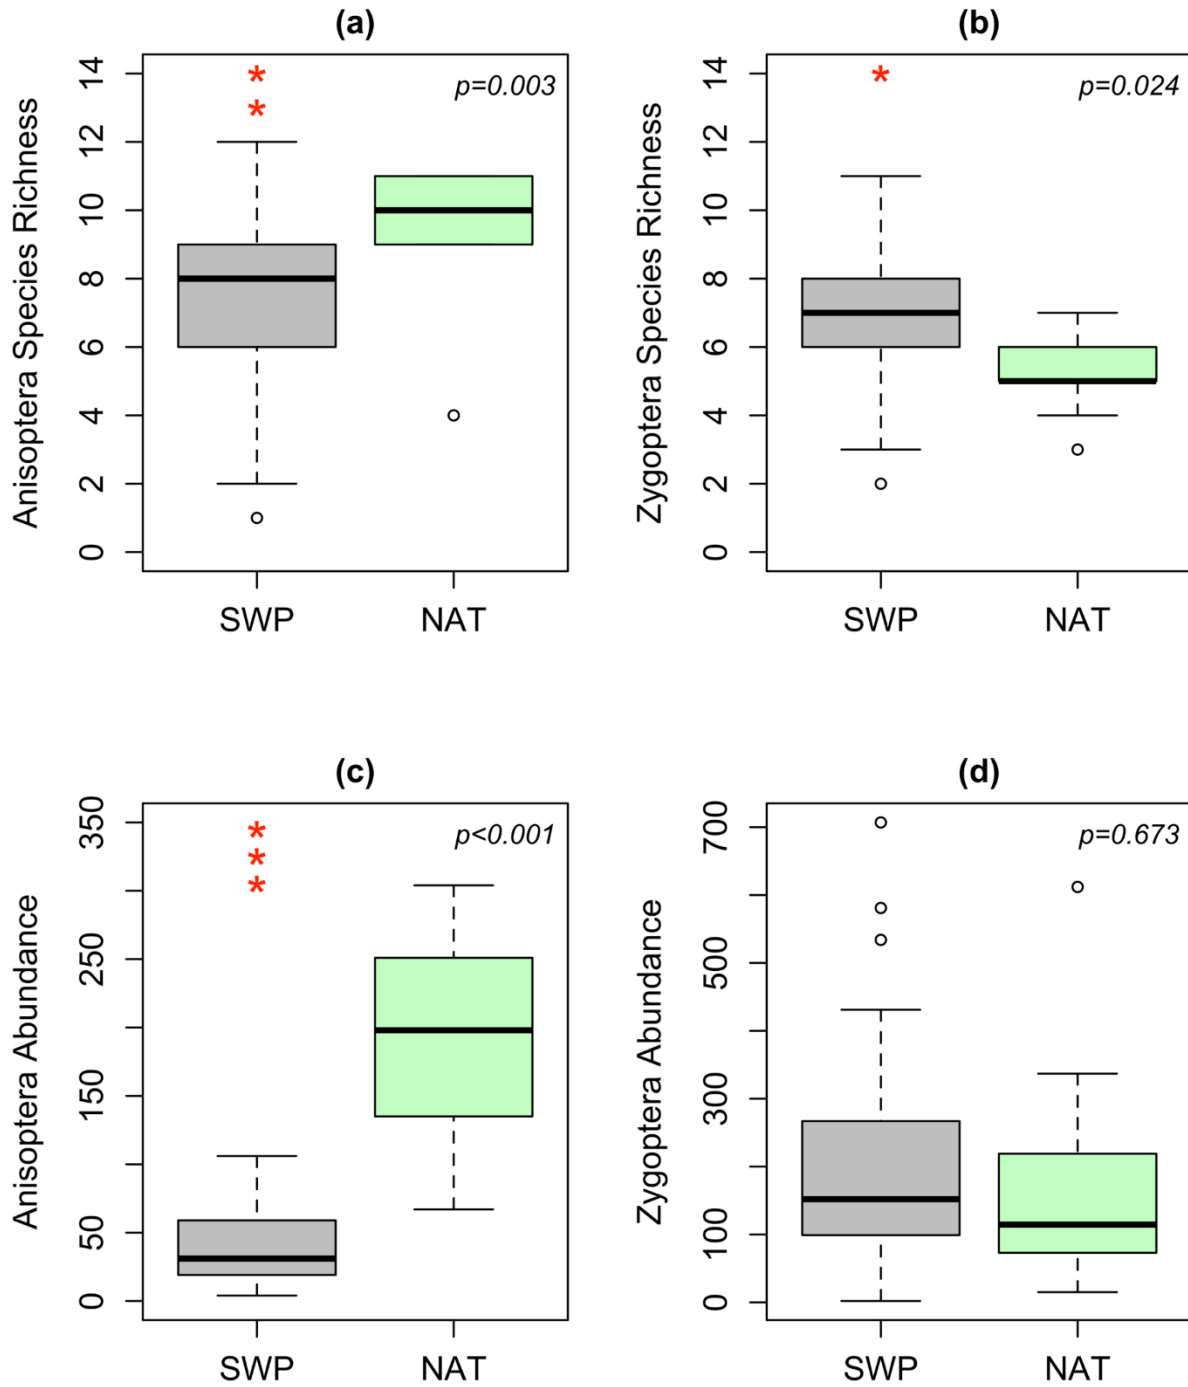 (a)
p=0.003
Anisoptera Species Richness
14
12
10
8
6
4
2
0
SWP NAT
(b)
p=0.024
Zygoptera Species Richness
14
12
10
8
6
4
2
0
SWP NAT
(c)
p<0.001
Anisoptera Abundance
350
250
150
50
0
SWP NAT
(d)
p=0.673
Zygoptera Abundance
700
500
300
100
0
SWP NAT